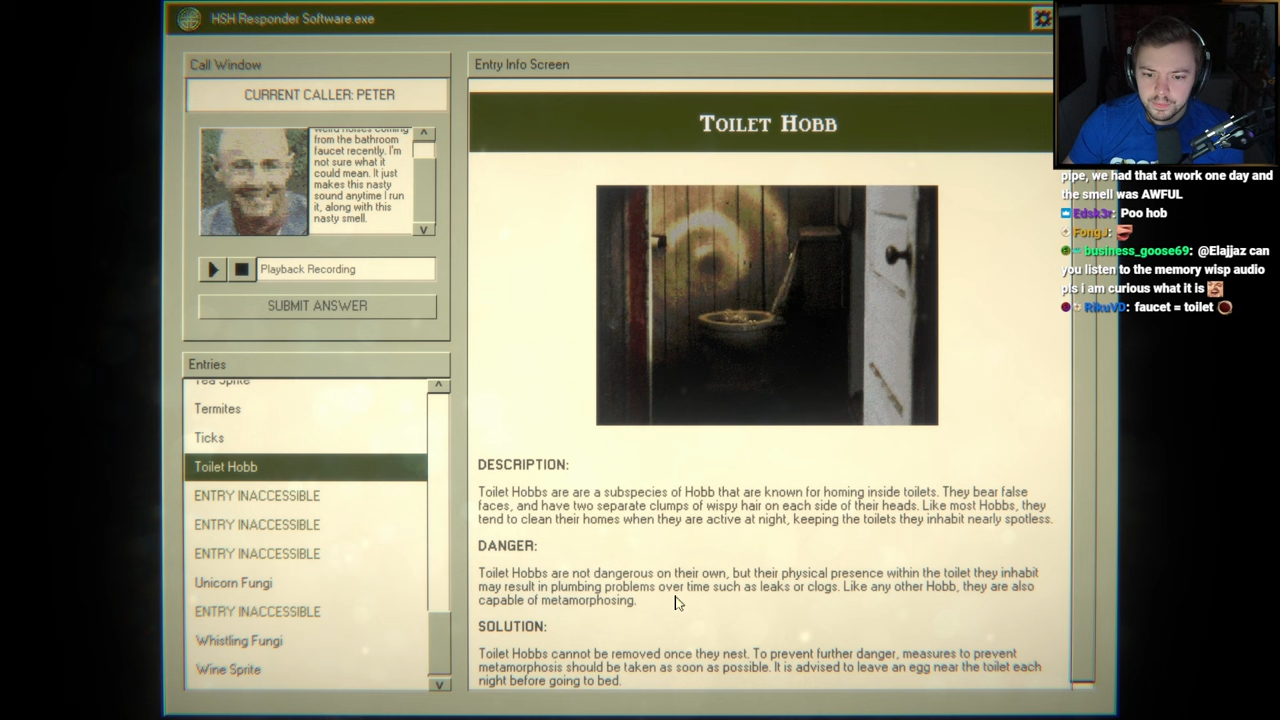 HSH Responder Software.exe
Call Window
CURRENT CALLER: PETER
weird noises coming
from the bathroom
faucet recently. I'm
not sure what it
could mean. It just
makes this nasty
sound anytime I run
it, along with this
nasty smell.
Playback Recording
SUBMIT ANSWER
Entries
Tea Sprite
Termites
Ticks
Toilet Hobb
ENTRY INACCESSIBLE
ENTRY INACCESSIBLE
ENTRY INACCESSIBLE
Unicorn Fungi
ENTRY INACCESSIBLE
Whistling Fungi
Wine Sprite
Entry Info Screen
TOILET HOBB
DESCRIPTION:
Toilet Hobbs are are a subspecies of Hobb that are known for homing inside toilets. They bear false
faces, and have two separate clumps of wispy hair on each side of their heads. Like most Hobbs, they
tend to clean their homes when they are active at night, keeping the toilets they inhabit nearly spotless.
DANGER:
Toilet Hobbs are not dangerous on their own, but their physical presence within the toilet they inhabit
may result in plumbing problems over time such as leaks or clogs. Like any other Hobb, they are also
capable of metamorphosing.
SOLUTION:
Toilet Hobbs cannot be removed once they nest. To prevent further danger, measures to prevent
metamorphosis should be taken as soon as possible. It is advised to leave an egg near the toilet each
night before going to bed.
pipe, we had that at work one day and
the smell was AWFUL
Edsk3r: Poo hob
FongJ:
business_goose69: @Elajjaz can
you listen to the memory wisp audio
pls i am curious what it is
RikuVD: faucet = toilet